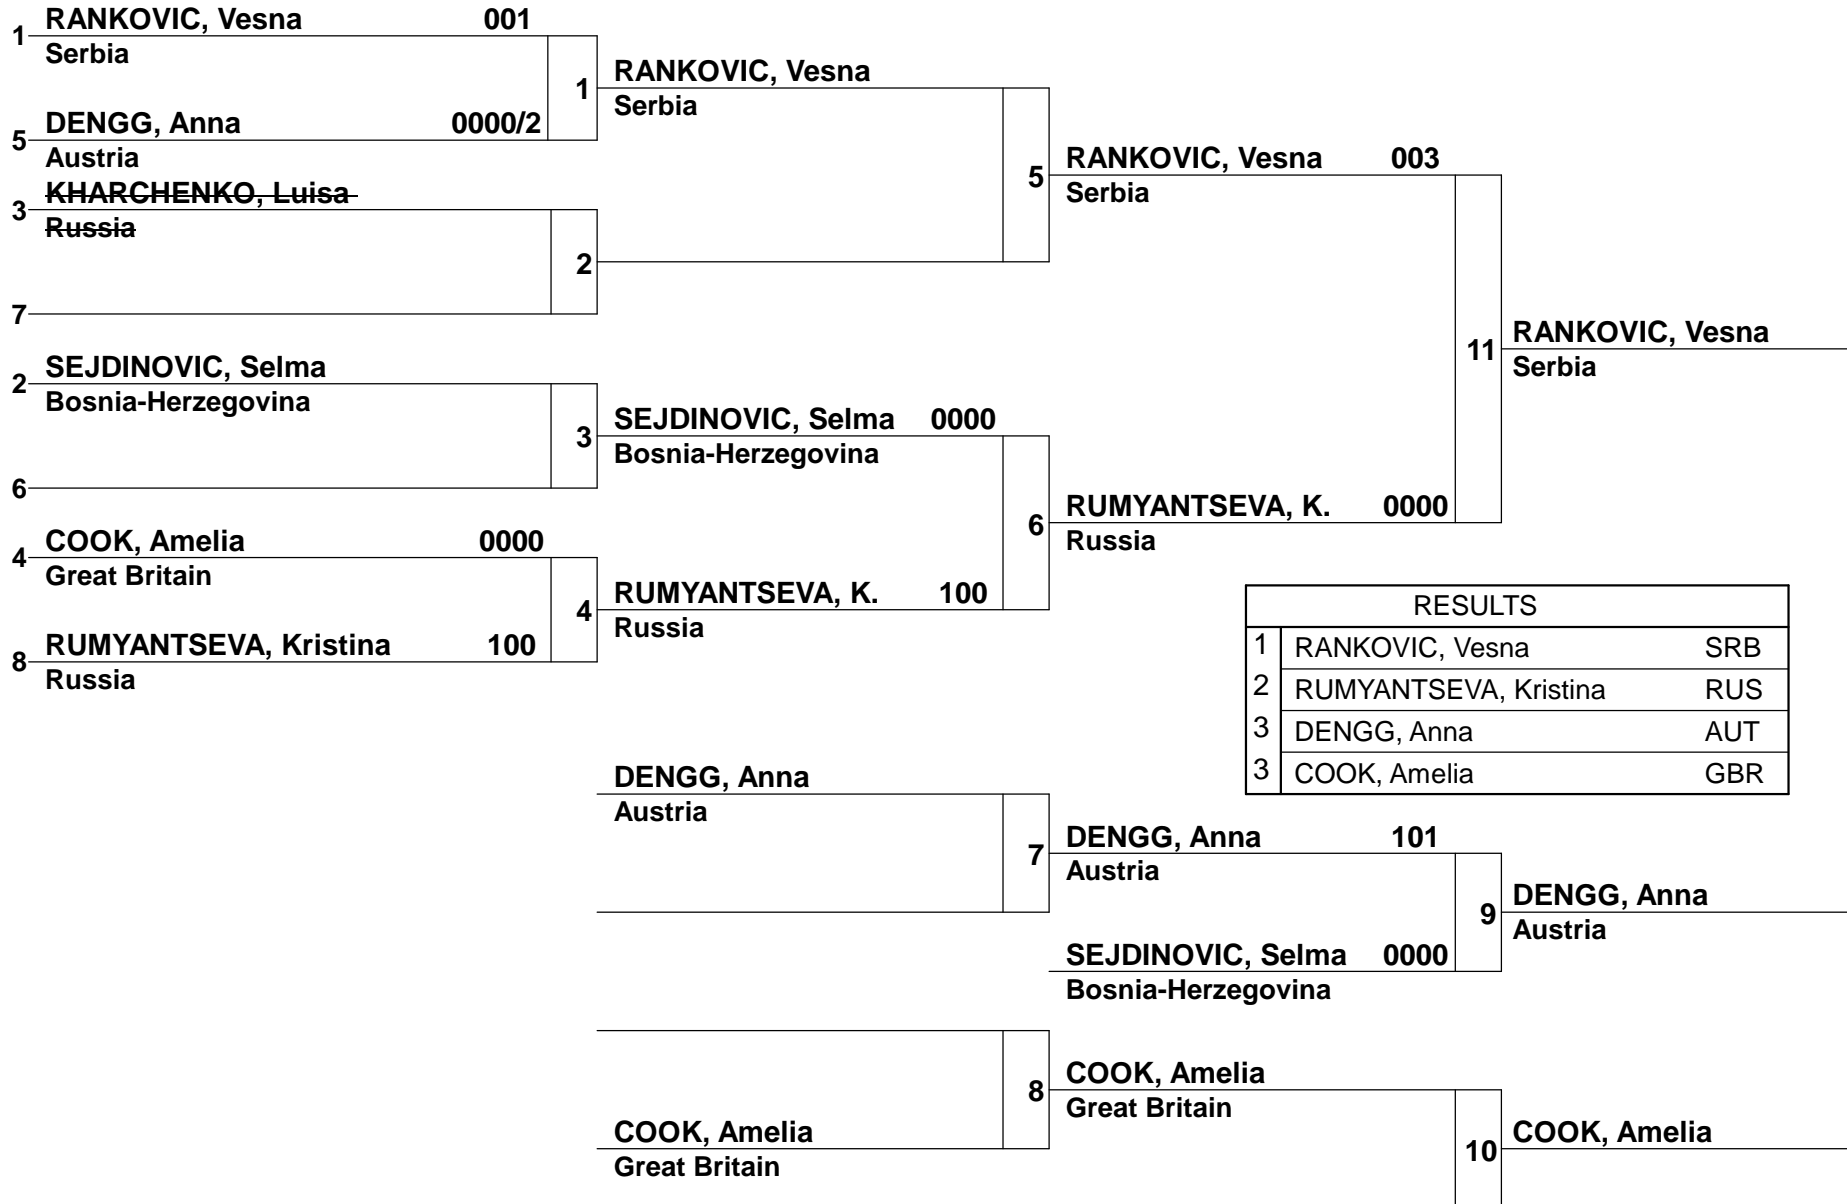 1 RANKOVIC, Vesna 001
Serbia
5 DENGG, Anna 0000/2
Austria
3 KHARCHENKO, Luisa
Russia
7
2 SEJDINOVIC, Selma
Bosnia-Herzegovina
6
4 COOK, Amelia 0000
Great Britain
8 RUMYANTSEVA, Kristina 100
Russia
1
2
3
4
RANKOVIC, Vesna
Serbia
SEJDINOVIC, Selma 0000
Bosnia-Herzegovina
RUMYANTSEVA, K. 100
Russia
5
6
RANKOVIC, Vesna 003
Serbia
RUMYANTSEVA, K. 0000
Russia
11
RANKOVIC, Vesna
Serbia
RESULTS
1 RANKOVIC, Vesna SRB
2 RUMYANTSEVA, Kristina RUS
3 DENGG, Anna AUT
3 COOK, Amelia GBR
DENGG, Anna
Austria
7
DENGG, Anna 101
Austria
SEJDINOVIC, Selma 0000
Bosnia-Herzegovina
9
DENGG, Anna
Austria
COOK, Amelia
Great Britain
8
COOK, Amelia
Great Britain
10
COOK, Amelia